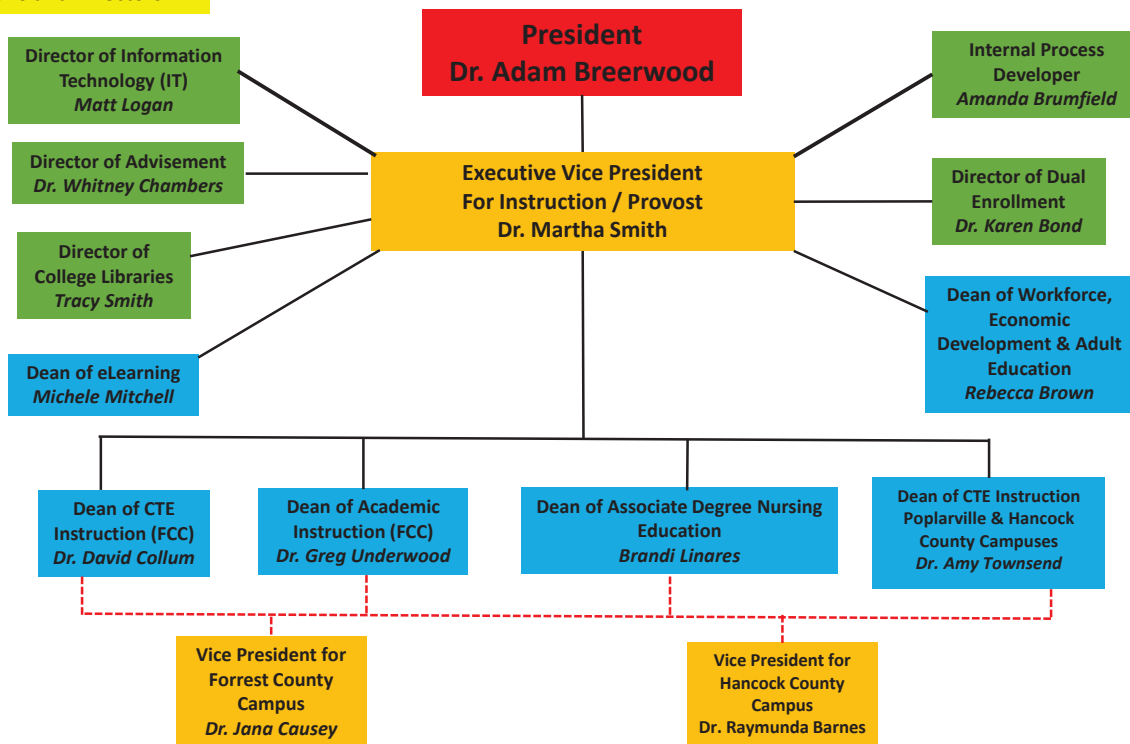 President
Dr. Adam Breerwood
Director of Information
Technology (IT)
Matt Logan
Internal Process
Developer
Amanda Brumfield
Executive Vice President
For Instruction / Provost
Dr. Martha Smith
Director of Advisement
Dr. Whitney Chambers
Director of Dual
Enrollment
Dr. Karen Bond
Director of
College Libraries
Tracy Smith
Dean of Workforce,
Economic
Development & Adult
Education
Rebecca Brown
Dean of eLearning
Michele Mitchell
Dean of CTE
Instruction (FCC)
Dr. David Collum
Dean of Academic
Instruction (FCC)
Dr. Greg Underwood
Dean of Associate Degree Nursing
Education
Brandi Linares
Dean of CTE Instruction
Poplarville & Hancock
County Campuses
Dr. Amy Townsend
Vice President for
Forrest County
Campus
Dr. Jana Causey
Vice President for
Hancock County
Campus
Dr. Raymunda Barnes